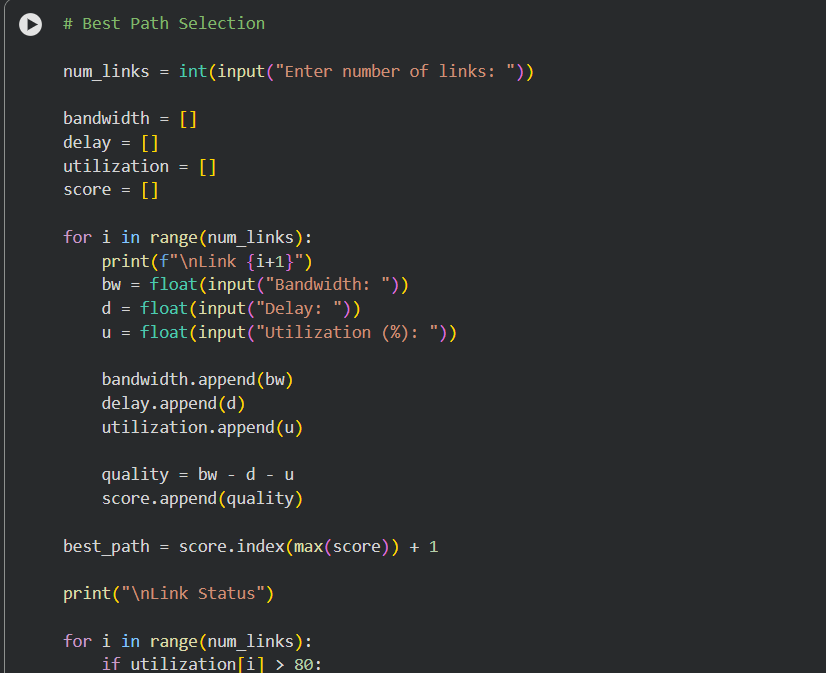 # Best Path Selection
num_links = int(input("Enter number of links: "))
bandwidth = []
delay = []
utilization = []
score = []
for i in range(num_links):
    print(f"\nLink {i+1}")
    bw = float(input("Bandwidth: "))
    d = float(input("Delay: "))
    u = float(input("Utilization (%): "))
    bandwidth.append(bw)
    delay.append(d)
    utilization.append(u)
    quality = bw - d - u
    score.append(quality)
best_path = score.index(max(score)) + 1
print("\nLink Status")
for i in range(num_links):
    if utilization[i] > 80: